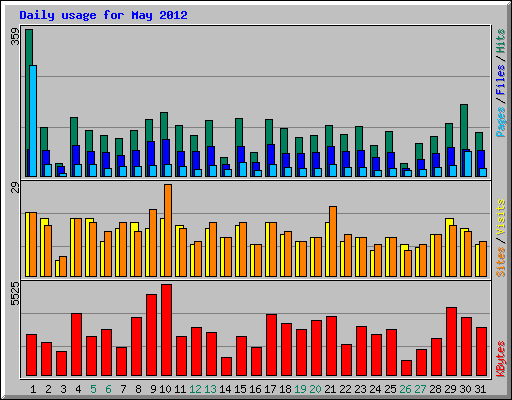 Daily usage for May 2012
359
Pages / Files / Hits
29
Sites / Visits
5525
KBytes
1 2 3 4 5 6 7 8 9 10 11 12 13 14 15 16 17 18 19 20 21 22 23 24 25 26 27 28 29 30 31